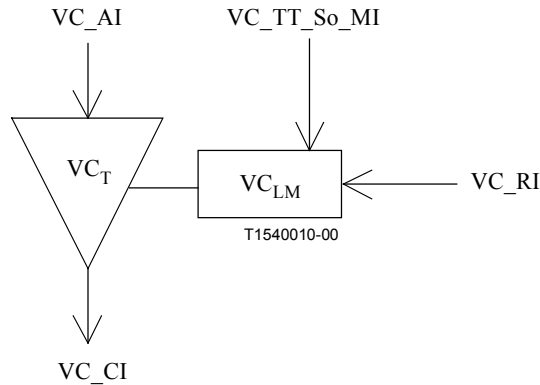 VC_AI
VC_TT_So_MI
VC_T
VC_LM
VC_RI
T1540010-00
VC_CI